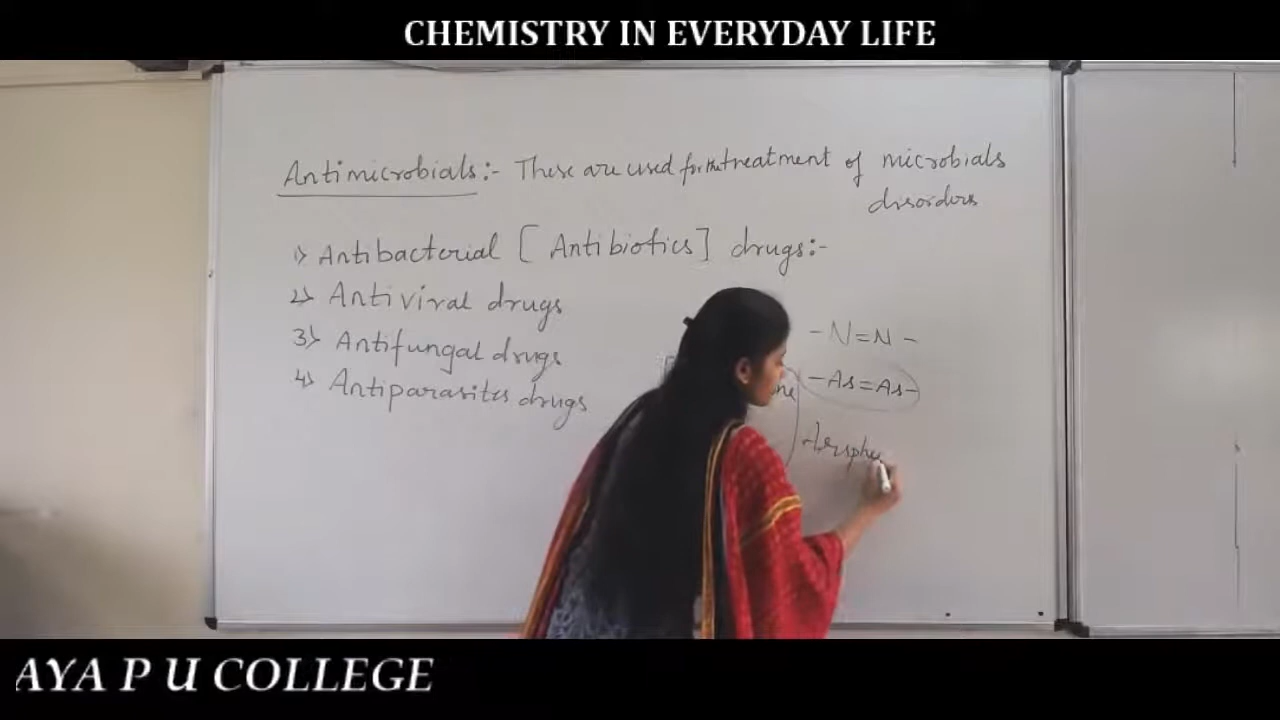 CHEMISTRY IN EVERYDAY LIFE
Antimicrobials:- These are used for the treatment of microbials
disorders
1) Antibacterial [Antibiotics] drugs:-
2) Antiviral drugs
3) Antifungal drugs
4) Antiparasites drugs
-N=N-
-As=As-
AYA P U COLLEGE